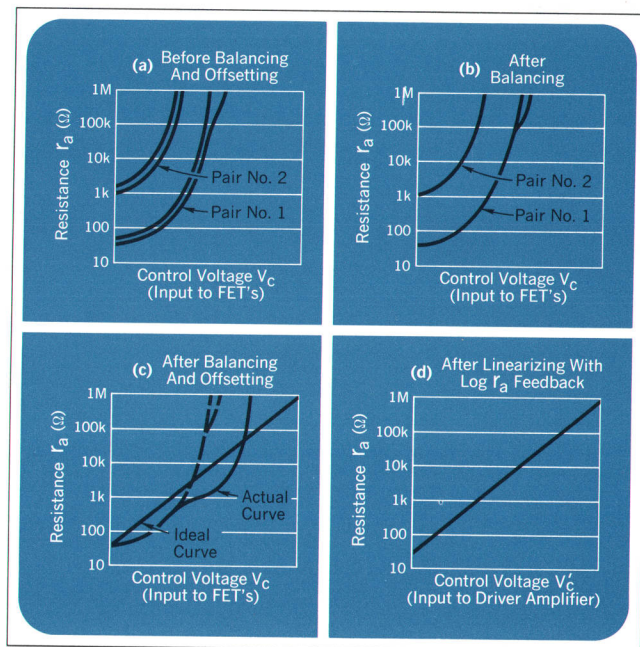 (a) Before Balancing
And Offsetting
1M
100k
10k
1k
100
10
Resistance ra (Ω)
Pair No. 2
Pair No. 1
Control Voltage Vc
(Input to FET's)
(b) After
Balancing
1M
100k
10k
1k
100
10
Resistance ra (Ω)
Pair No. 2
Pair No. 1
Control Voltage Vc
(Input to FET's)
(c) After Balancing
And Offsetting
1M
100k
10k
1k
100
10
Resistance ra (Ω)
Actual
Curve
Ideal
Curve
Control Voltage Vc
(Input to FET's)
(d) After Linearizing With
Log ra Feedback
1M
100k
10k
1k
100
10
Resistance ra (Ω)
Control Voltage V′c
(Input to Driver Amplifier)